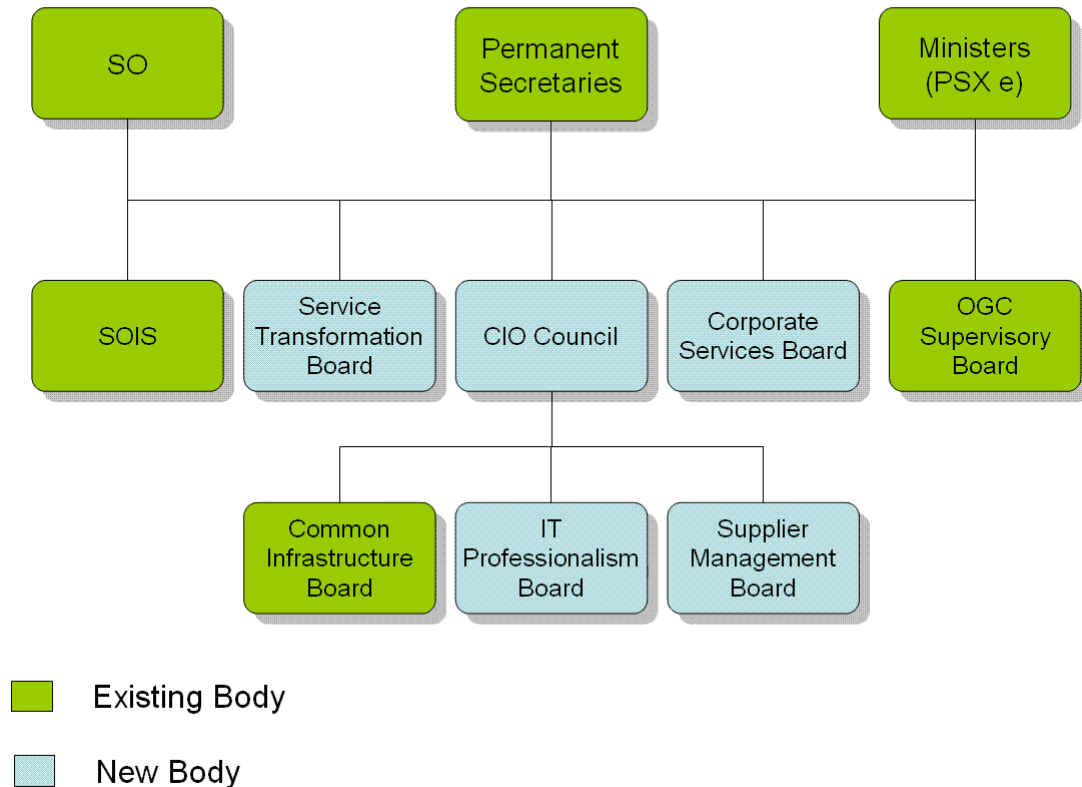 SO
Permanent
Secretaries
Ministers
(PSX e)
SOIS
Service
Transformation
Board
CIO Council
Corporate
Services Board
OGC
Supervisory
Board
Common
Infrastructure
Board
IT
Professionalism
Board
Supplier
Management
Board
Existing Body
New Body